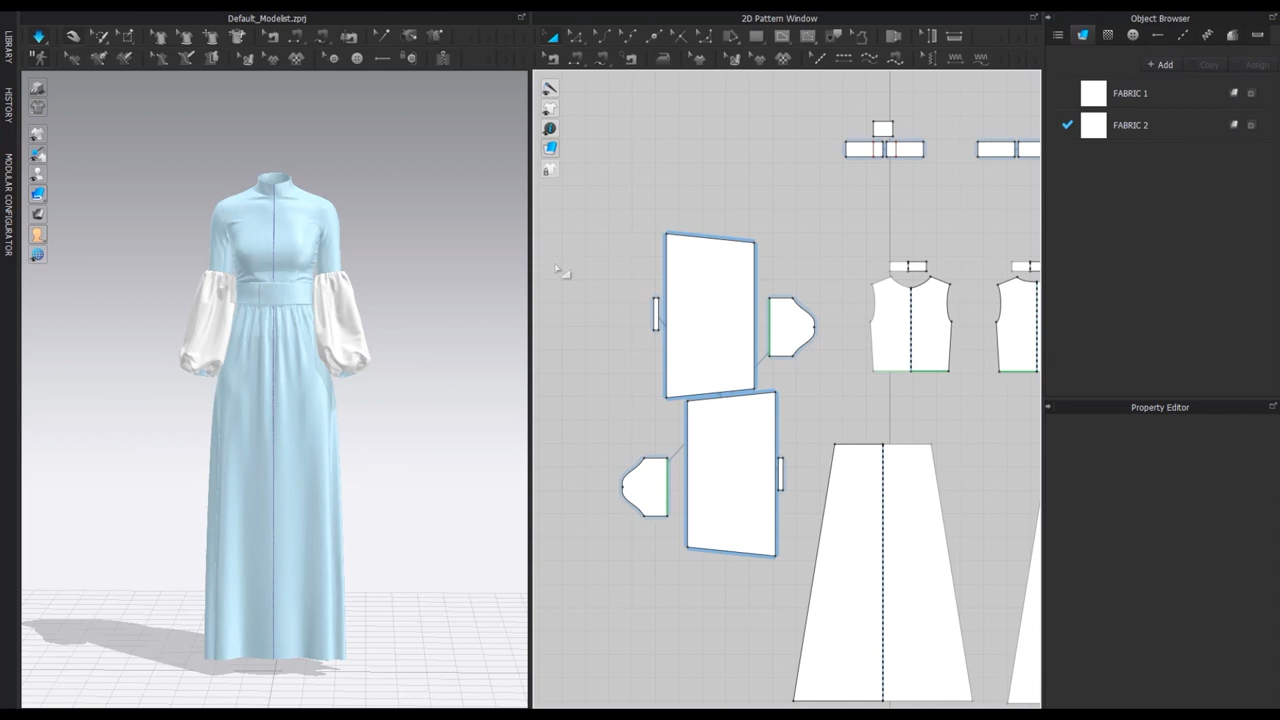 Default_Modelist.zprj
2D Pattern Window
Object Browser
LIBRARY
HISTORY
MODULAR CONFIGURATOR
+ Add
Copy
Assign
FABRIC 1
FABRIC 2
Property Editor